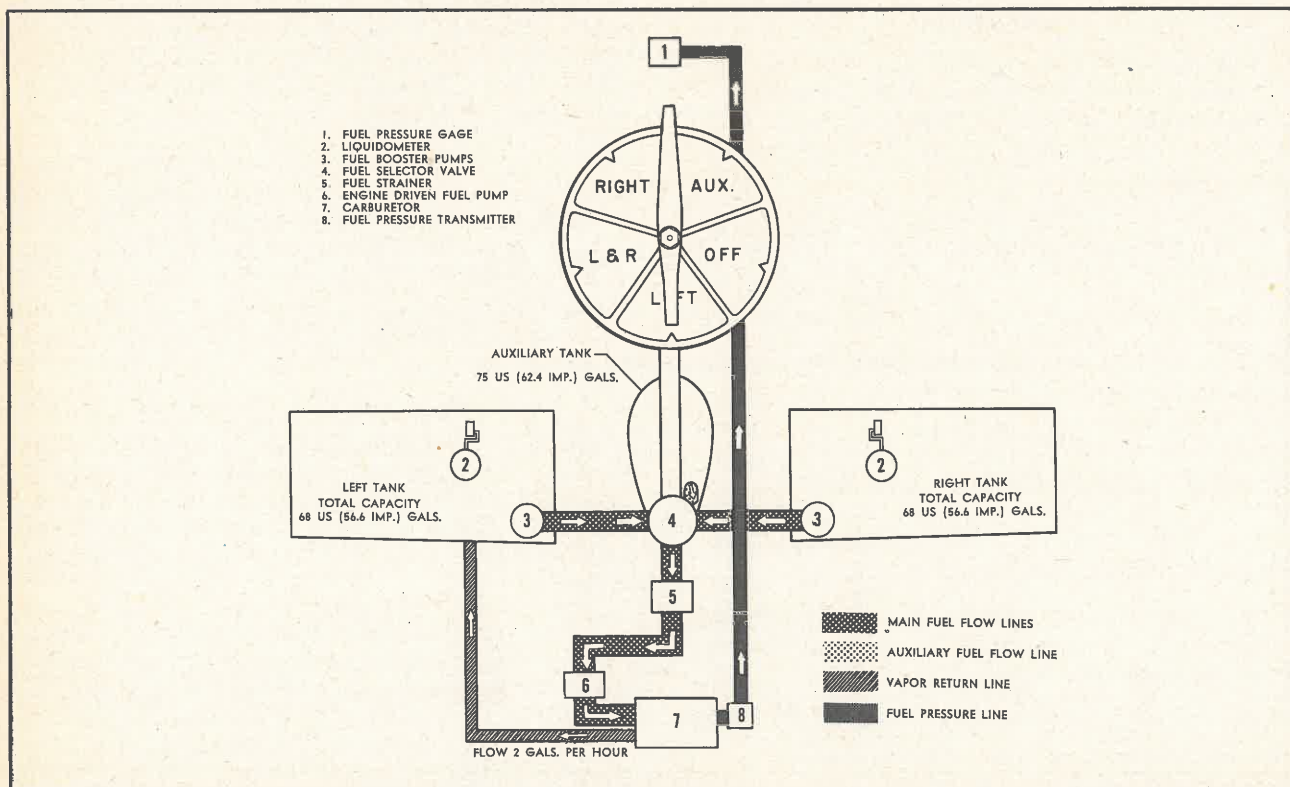 1
1. FUEL PRESSURE GAGE
2. LIQUIDOMETER
3. FUEL BOOSTER PUMPS
4. FUEL SELECTOR VALVE
5. FUEL STRAINER
6. ENGINE DRIVEN FUEL PUMP
7. CARBURETOR
8. FUEL PRESSURE TRANSMITTER
RIGHT AUX.
L & R OFF
LEFT
AUXILIARY TANK
75 US (62.4 IMP.) GALS.
2
2
LEFT TANK
TOTAL CAPACITY
68 US (56.6 IMP.) GALS.
RIGHT TANK
TOTAL CAPACITY
68 US (56.6 IMP.) GALS.
3
4
3
5
6
7
8
FLOW 2 GALS. PER HOUR
MAIN FUEL FLOW LINES
AUXILIARY FUEL FLOW LINE
VAPOR RETURN LINE
FUEL PRESSURE LINE